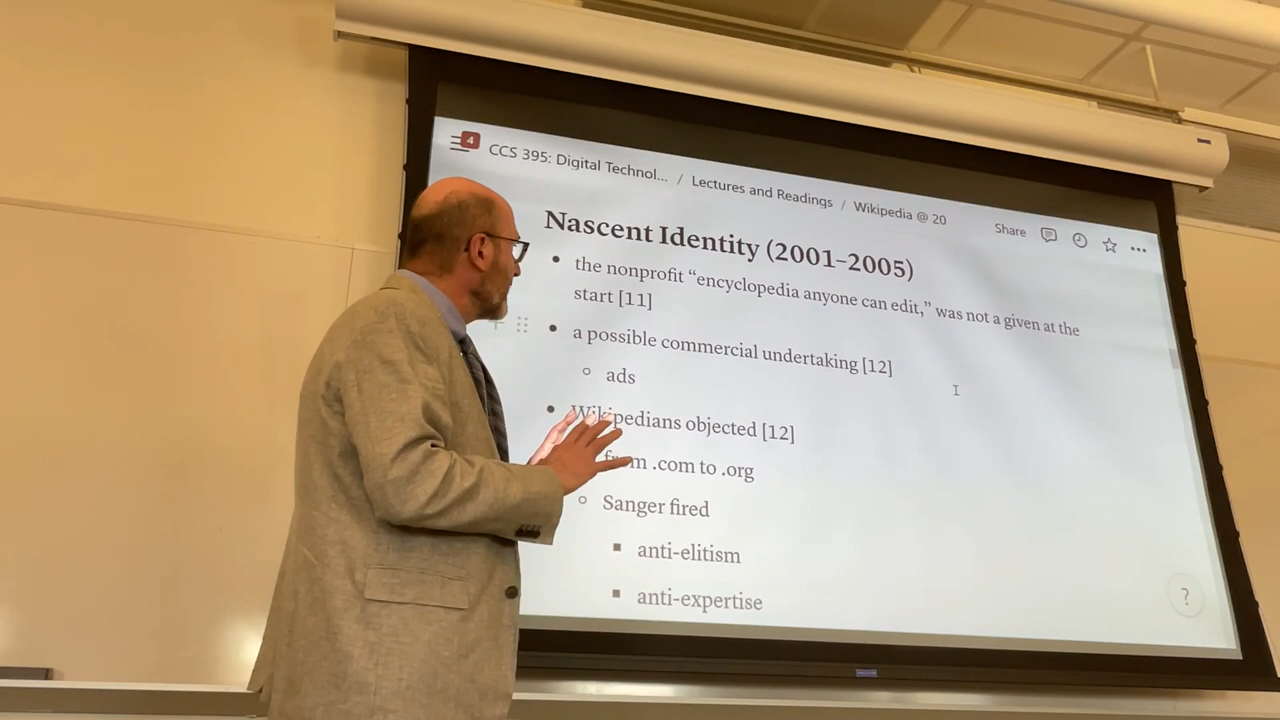 4
CCS 395: Digital Technol... / Lectures and Readings / Wikipedia @ 20
Share
Nascent Identity (2001–2005)
• the nonprofit “encyclopedia anyone can edit,” was not a given at the
start [11]
• a possible commercial undertaking [12]
◦ ads
• Wikipedians objected [12]
from .com to .org
◦ Sanger fired
▪ anti-elitism
▪ anti-expertise
?